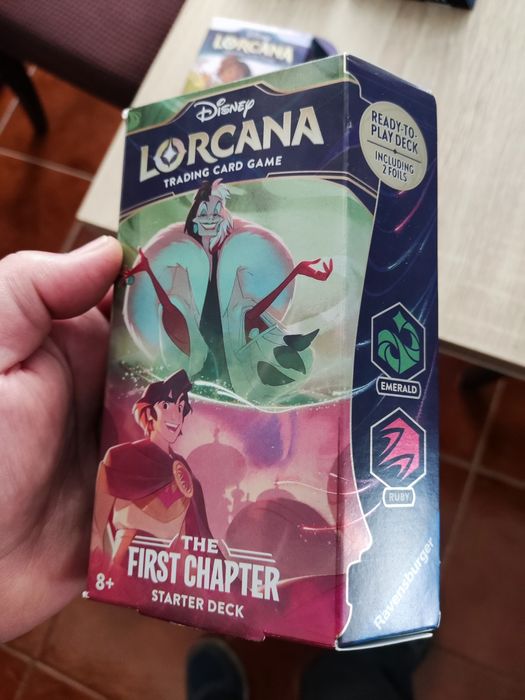 DISNEY
LORCANA
DISNEY
LORCANA
TRADING CARD GAME
READY-TO-
PLAY DECK
INCLUDING
2 FOILS
EMERALD
RUBY
THE
FIRST CHAPTER
STARTER DECK
8+
Ravensburger